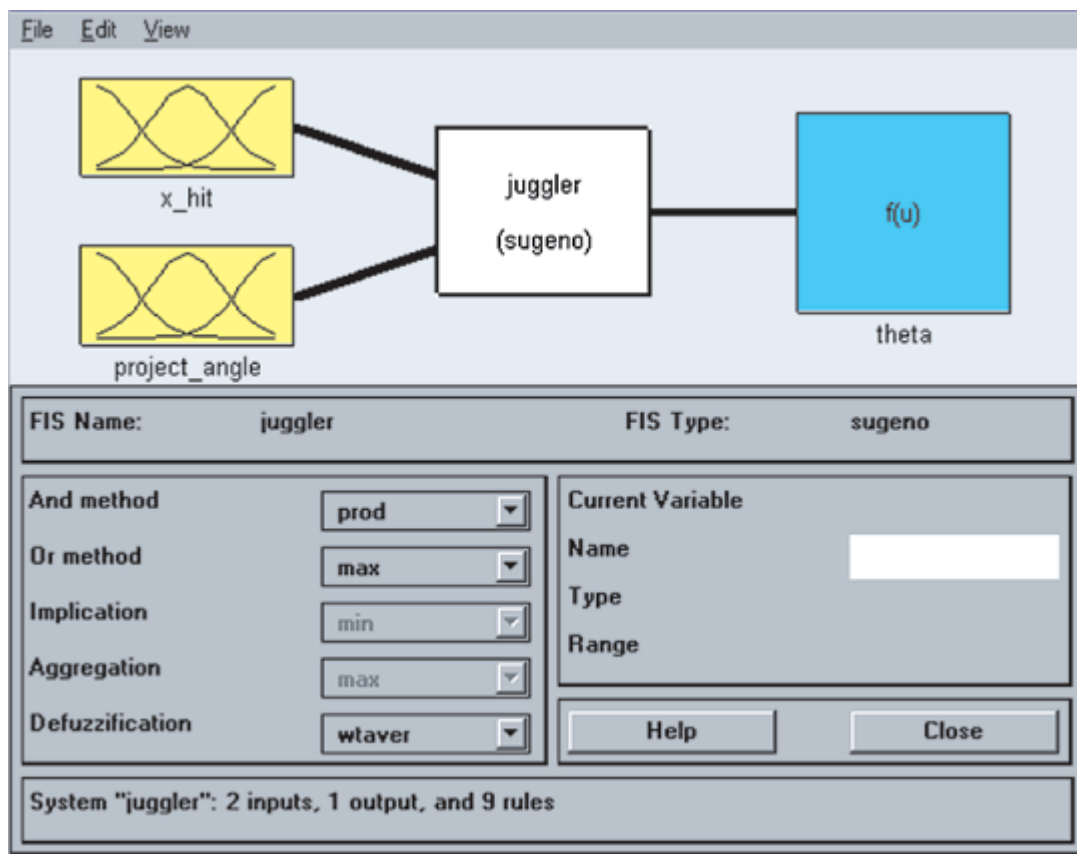 File Edit View
x_hit
project_angle
juggler
(sugeno)
f(u)
theta
FIS Name: juggler FIS Type: sugeno
And method prod
Or method max
Implication min
Aggregation max
Defuzzification wtaver
Current Variable
Name
Type
Range
Help Close
System "juggler": 2 inputs, 1 output, and 9 rules